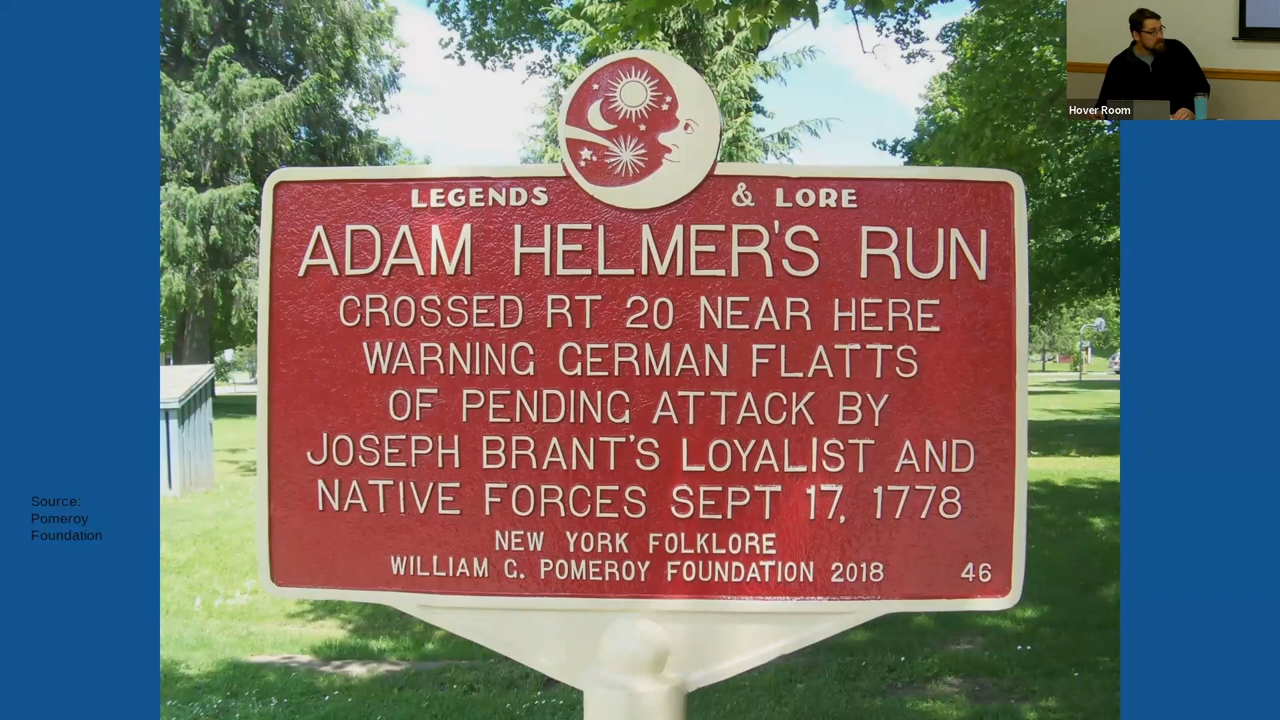 Hover Room
LEGENDS & LORE
ADAM HELMER'S RUN
CROSSED RT 20 NEAR HERE
WARNING GERMAN FLATTS
OF PENDING ATTACK BY
JOSEPH BRANT'S LOYALIST AND
NATIVE FORCES SEPT 17, 1778
NEW YORK FOLKLORE
WILLIAM G. POMEROY FOUNDATION 2018 46
Source:
Pomeroy
Foundation